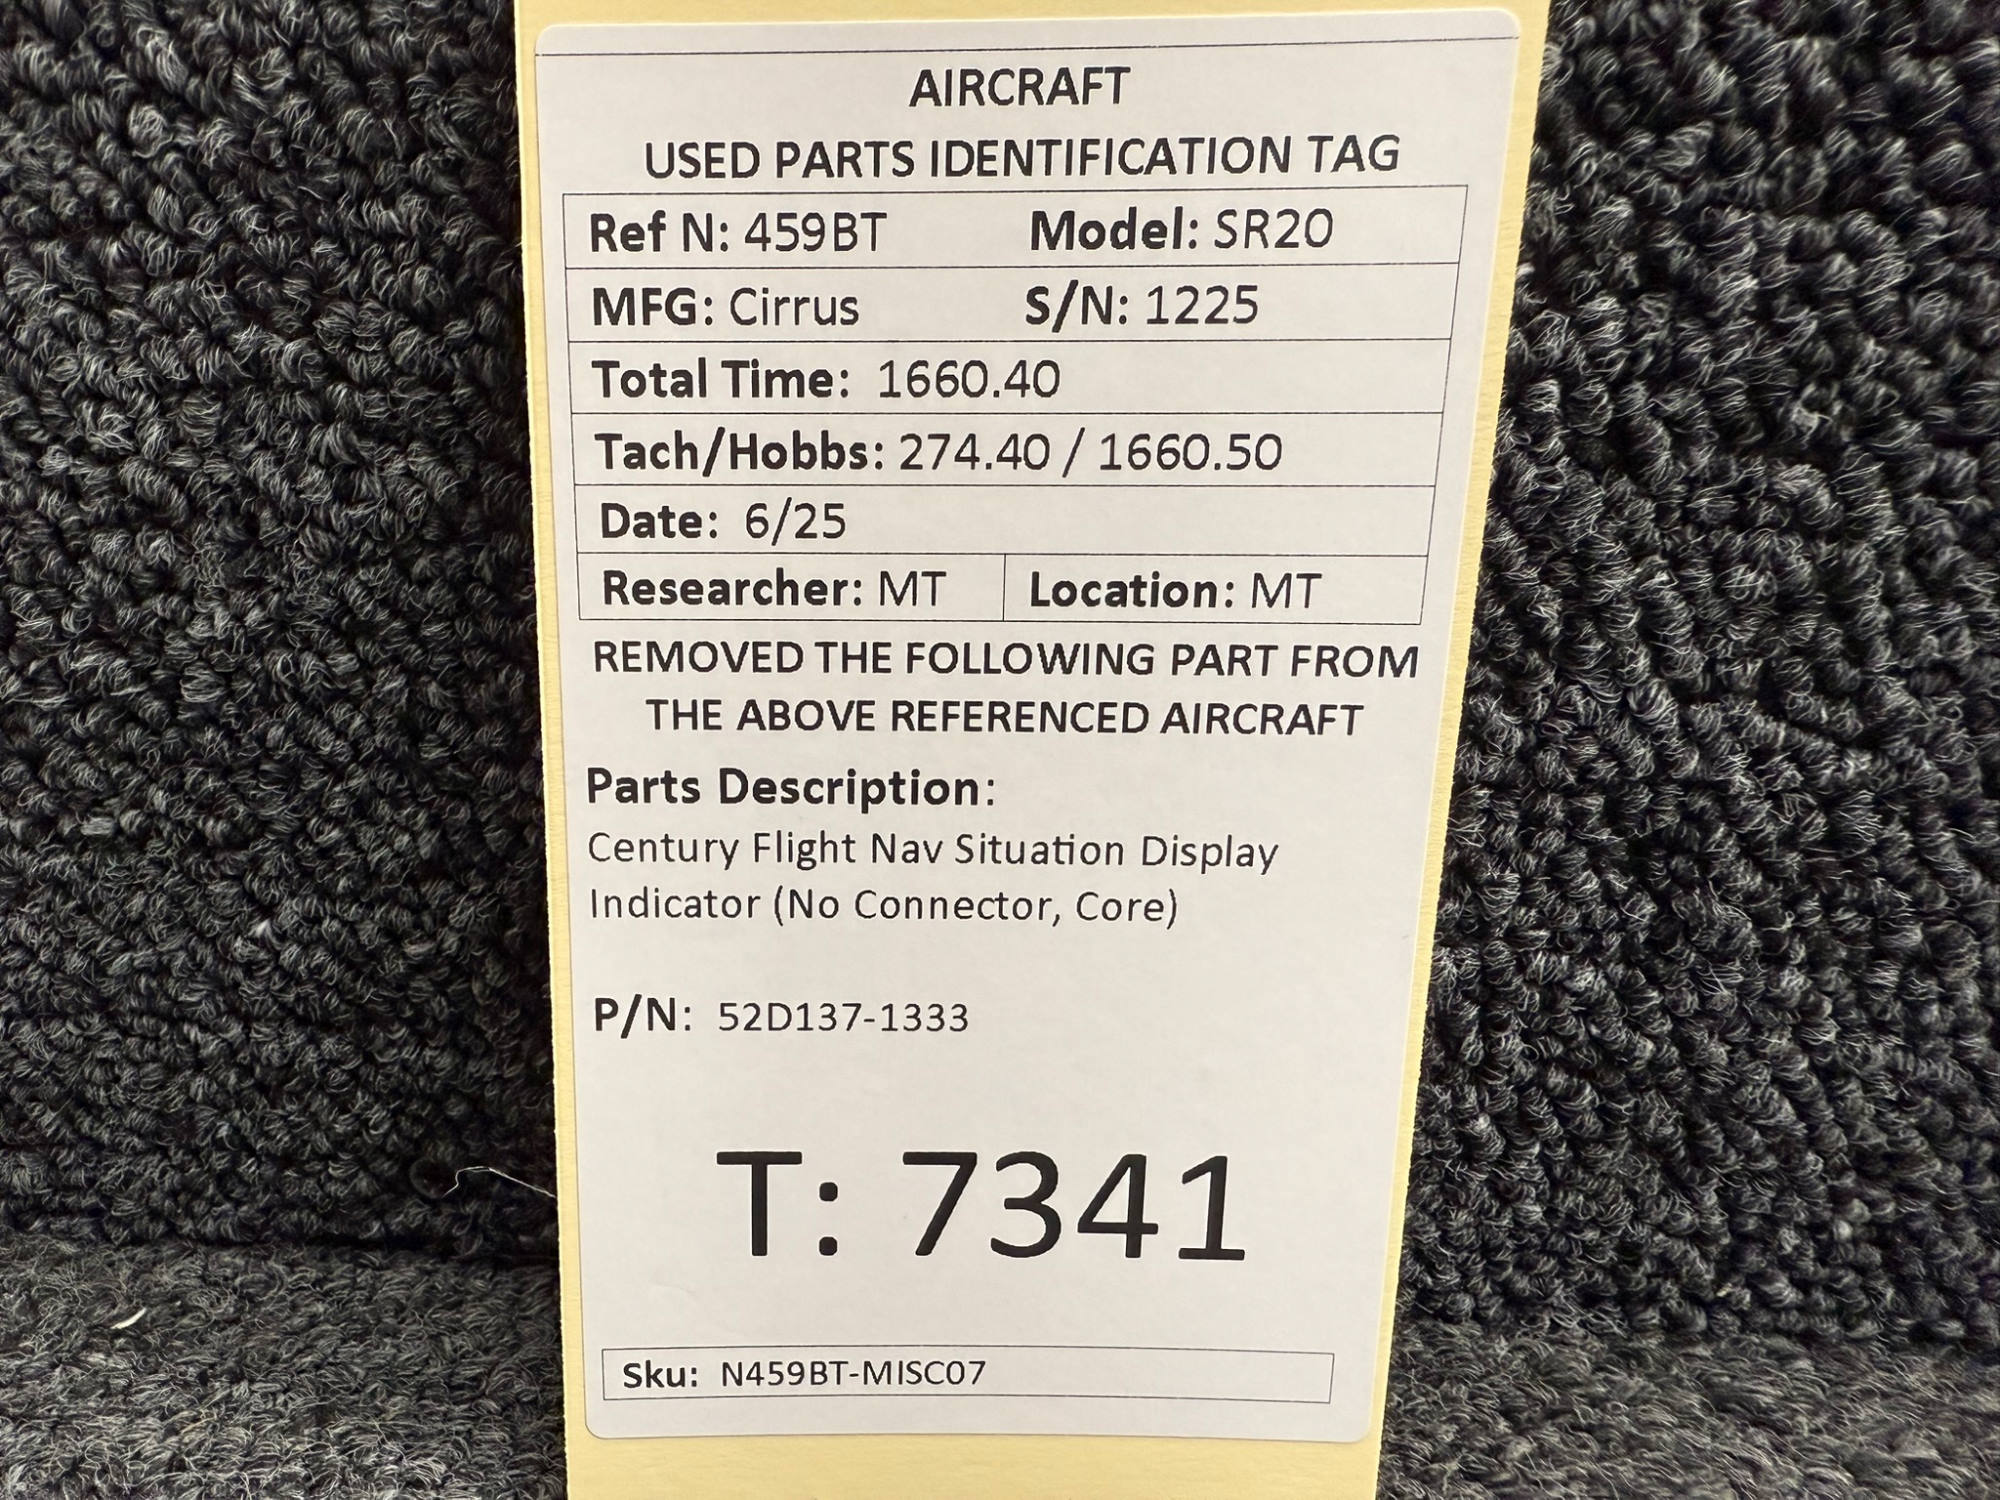 AIRCRAFT
USED PARTS IDENTIFICATION TAG
Ref N: 459BT Model: SR20
MFG: Cirrus S/N: 1225
Total Time: 1660.40
Tach/Hobbs: 274.40 / 1660.50
Date: 6/25
Researcher: MT Location: MT
REMOVED THE FOLLOWING PART FROM
THE ABOVE REFERENCED AIRCRAFT
Parts Description:
Century Flight Nav Situation Display
Indicator (No Connector, Core)
P/N: 52D137-1333
T: 7341
Sku: N459BT-MISC07